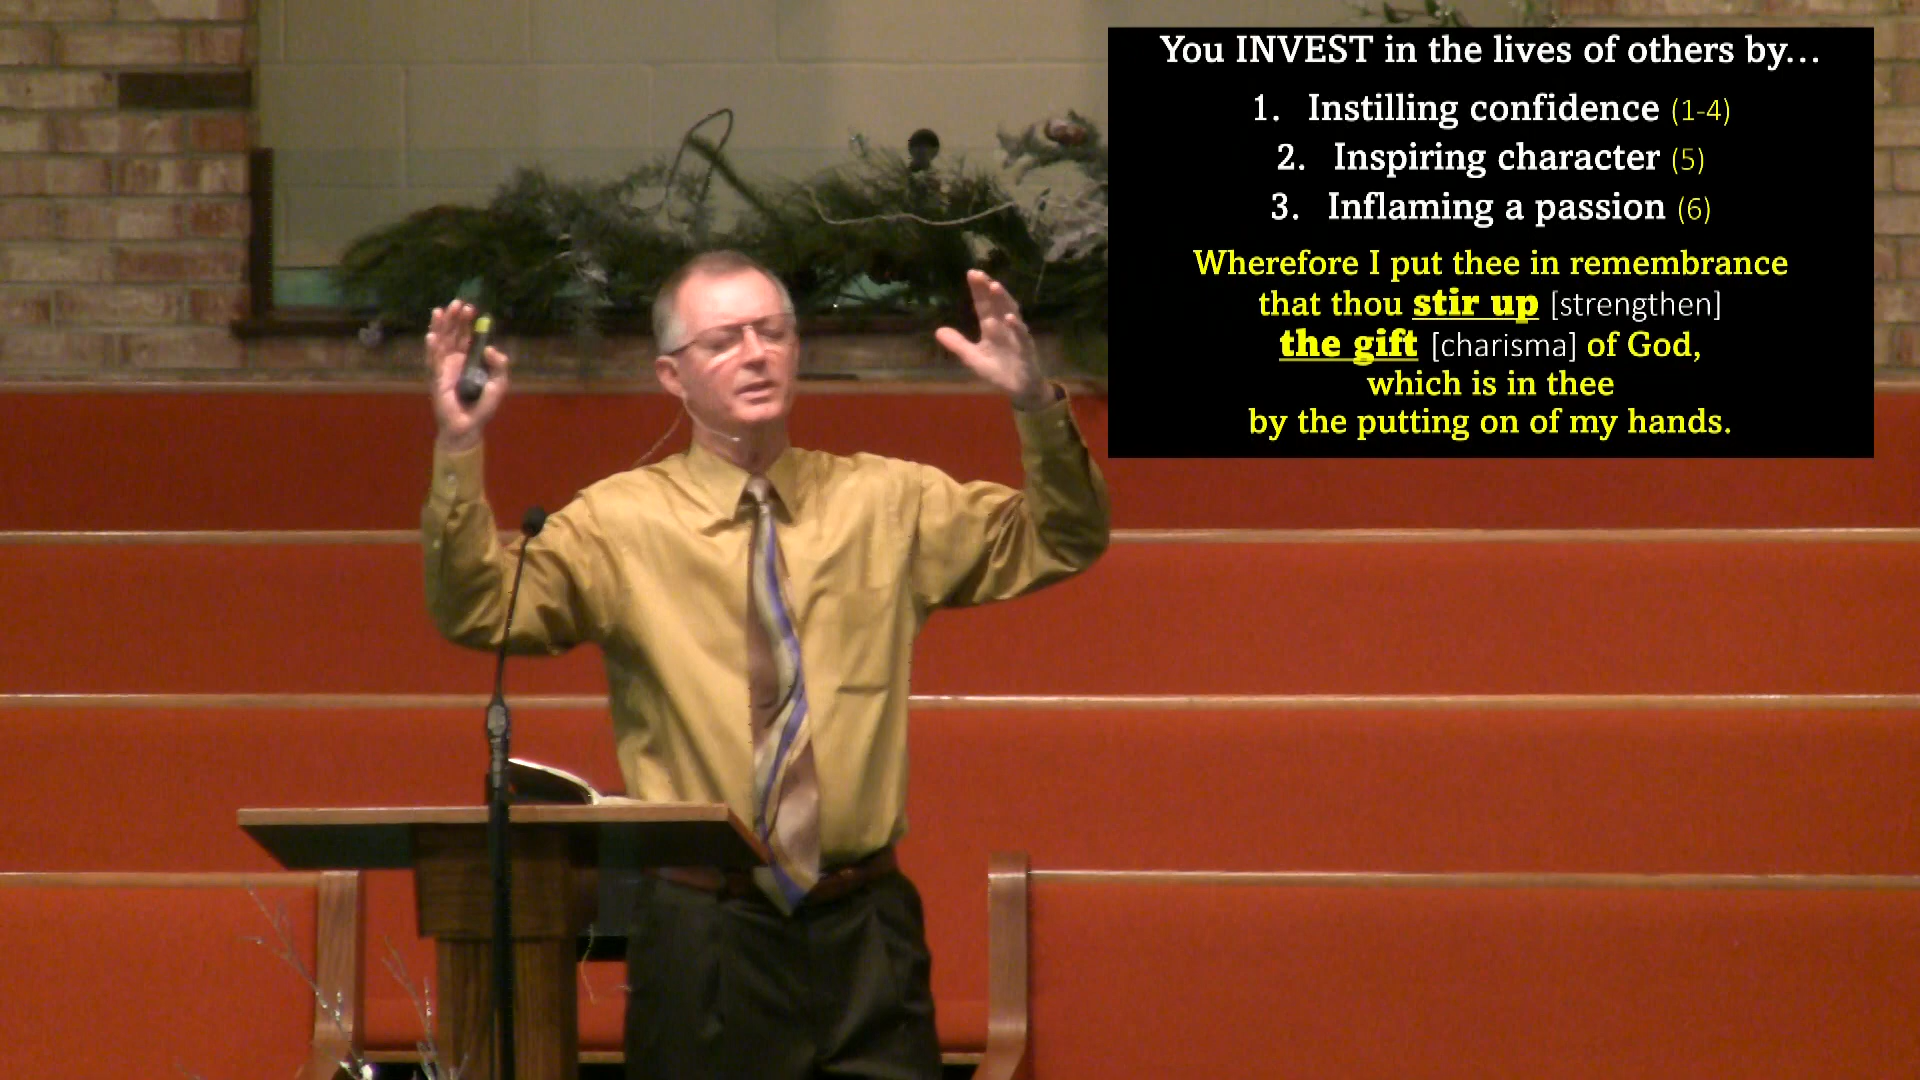 You INVEST in the lives of others by...
1. Instilling confidence (1-4)
2. Inspiring character (5)
3. Inflaming a passion (6)
Wherefore I put thee in remembrance
that thou stir up [strengthen]
the gift [charisma] of God,
which is in thee
by the putting on of my hands.